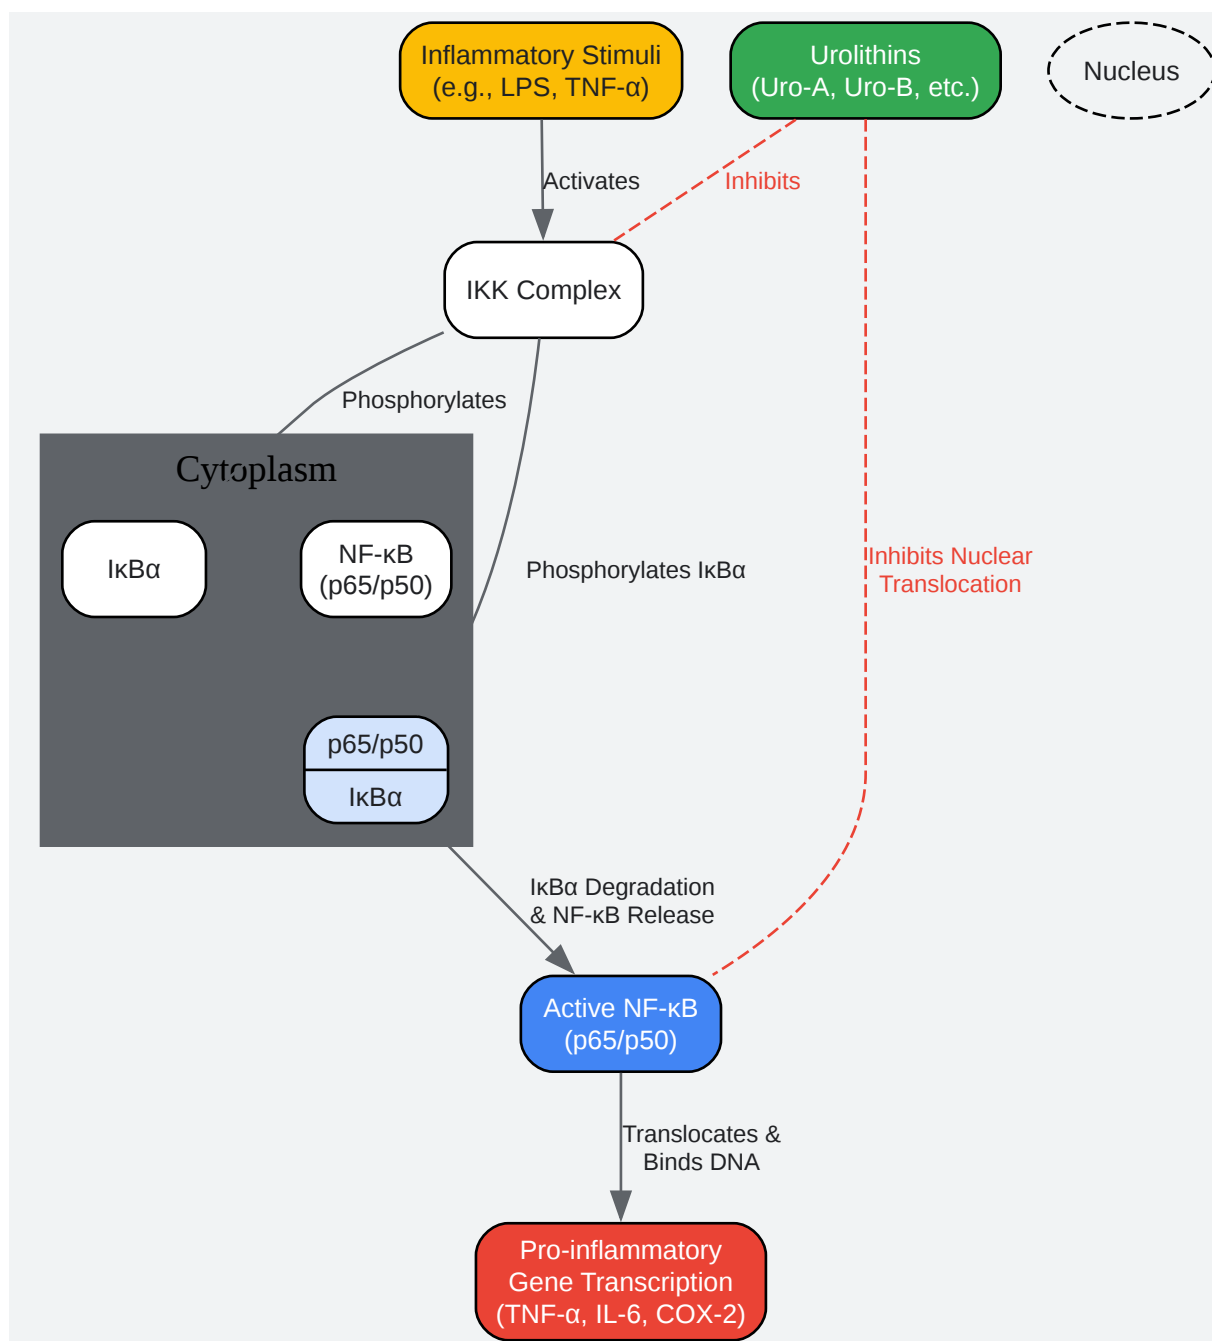 Inflammatory Stimuli
(e.g., LPS, TNF-α)
Urolithins
(Uro-A, Uro-B, etc.)
Nucleus
Activates
Inhibits
IKK Complex
Phosphorylates
Cytoplasm
IκBα
NF-κB
(p65/p50)
Phosphorylates IκBα
Inhibits Nuclear
Translocation
p65/p50
IκBα
IκBα Degradation
& NF-κB Release
Active NF-κB
(p65/p50)
Translocates &
Binds DNA
Pro-inflammatory
Gene Transcription
(TNF-α, IL-6, COX-2)